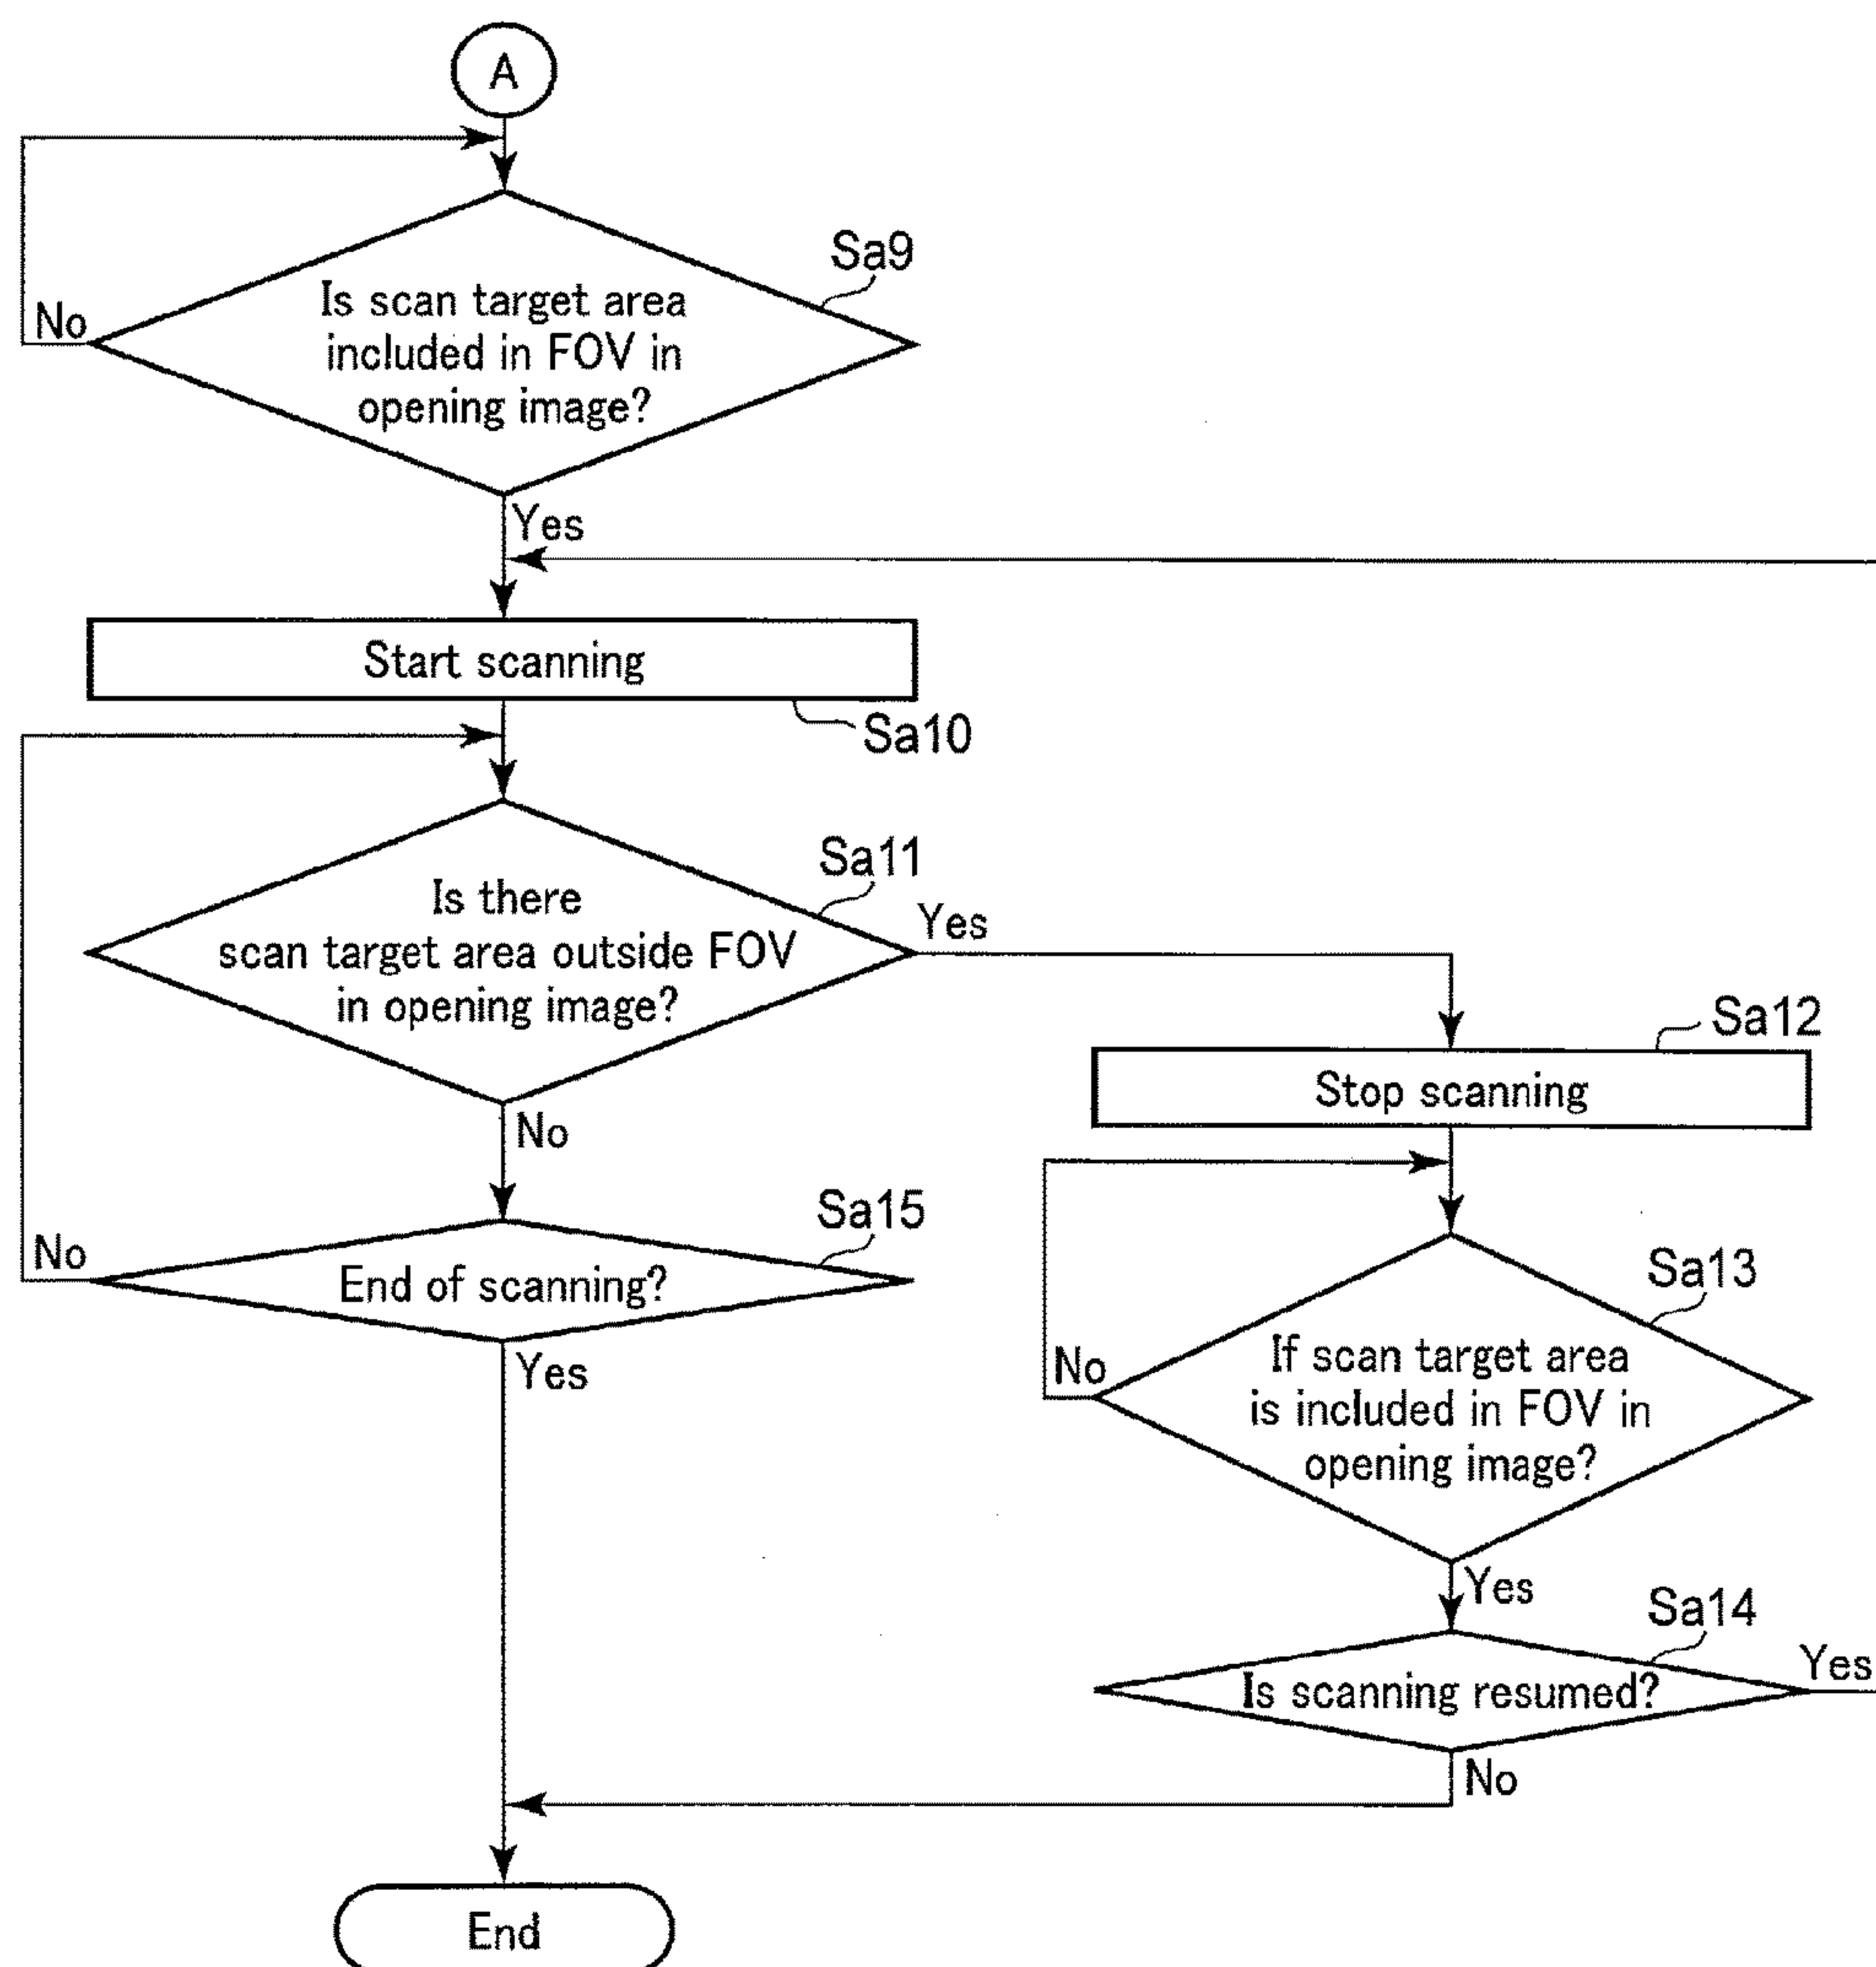 A
Sa9
Is scan target area
included in FOV in
opening image?
No
Yes
Start scanning
Sa10
Sa11
Is there
scan target area outside FOV
in opening image?
Yes
No
Sa12
Stop scanning
Sa15
End of scanning?
No
Yes
Sa13
If scan target area
is included in FOV in
opening image?
No
Yes
Sa14
Is scanning resumed?
Yes
No
End